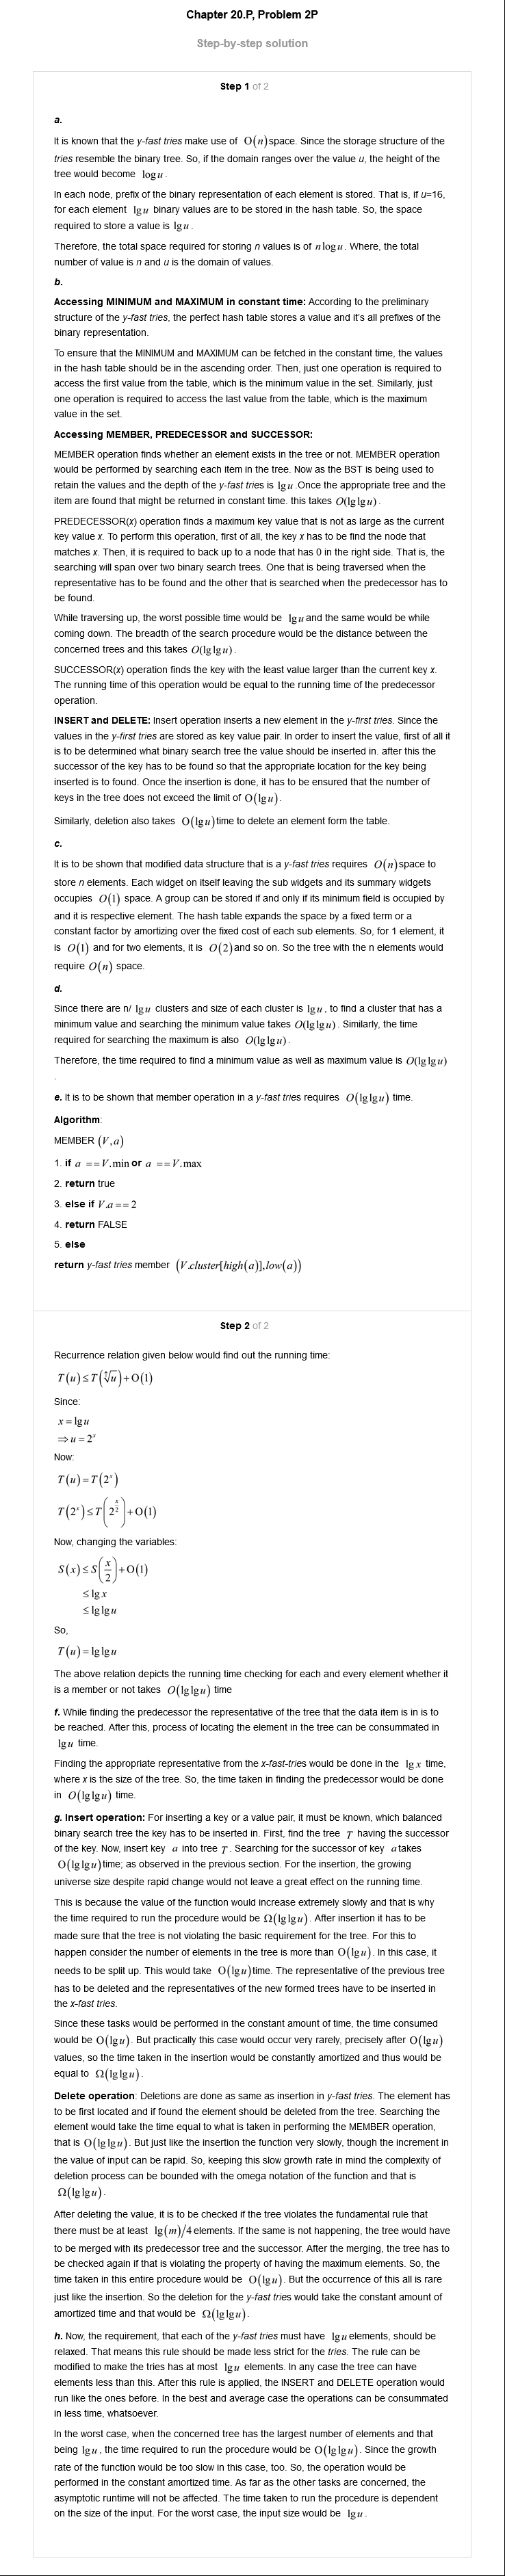 Chapter 20.P, Problem 2P
Step-by-step solution
Step 1 of 2
a.
It is known that the y-fast tries make use of O(n) space. Since the storage structure of the
tries resemble the binary tree. So, if the domain ranges over the value u, the height of the
tree would become log u.
In each node, prefix of the binary representation of each element is stored. That is, if u=16,
for each element lg u binary values are to be stored in the hash table. So, the space
required to store a value is lg u.
Therefore, the total space required for storing n values is of n log u. Where, the total
number of value is n and u is the domain of values.
b.
Accessing MINIMUM and MAXIMUM in constant time: According to the preliminary
structure of the y-fast tries, the perfect hash table stores a value and it's all prefixes of the
binary representation.
To ensure that the MINIMUM and MAXIMUM can be fetched in the constant time, the values
in the hash table should be in the ascending order. Then, just one operation is required to
access the first value from the table, which is the minimum value in the set. Similarly, just
one operation is required to access the last value from the table, which is the maximum
value in the set.
Accessing MEMBER, PREDECESSOR and SUCCESSOR:
MEMBER operation finds whether an element exists in the tree or not. MEMBER operation
would be performed by searching each item in the tree. Now as the BST is being used to
retain the values and the depth of the y-fast tries is lg u .Once the appropriate tree and the
item are found that might be returned in constant time. this takes O(lg lg u).
PREDECESSOR(x) operation finds a maximum key value that is not as large as the current
key value x. To perform this operation, first of all, the key x has to be find the node that
matches x. Then, it is required to back up to a node that has 0 in the right side. That is, the
searching will span over two binary search trees. One that is being traversed when the
representative has to be found and the other that is searched when the predecessor has to
be found.
While traversing up, the worst possible time would be lg u and the same would be while
coming down. The breadth of the search procedure would be the distance between the
concerned trees and this takes O(lg lg u).
SUCCESSOR(x) operation finds the key with the least value larger than the current key x.
The running time of this operation would be equal to the running time of the predecessor
operation.
INSERT and DELETE: Insert operation inserts a new element in the y-first tries. Since the
values in the y-first tries are stored as key value pair. In order to insert the value, first of all it
is to be determined what binary search tree the value should be inserted in. after this the
successor of the key has to be found so that the appropriate location for the key being
inserted is to found. Once the insertion is done, it has to be ensured that the number of
keys in the tree does not exceed the limit of O(lg u).
Similarly, deletion also takes O(lg u) time to delete an element form the table.
c.
It is to be shown that modified data structure that is a y-fast tries requires O(n) space to
store n elements. Each widget on itself leaving the sub widgets and its summary widgets
occupies O(1) space. A group can be stored if and only if its minimum field is occupied by
and it is respective element. The hash table expands the space by a fixed term or a
constant factor by amortizing over the fixed cost of each sub elements. So, for 1 element, it
is O(1) and for two elements, it is O(2) and so on. So the tree with the n elements would
require O(n) space.
d.
Since there are n/ lg u clusters and size of each cluster is lg u, to find a cluster that has a
minimum value and searching the minimum value takes O(lg lg u). Similarly, the time
required for searching the maximum is also O(lg lg u).
Therefore, the time required to find a minimum value as well as maximum value is O(lg lg u)
.
e. It is to be shown that member operation in a y-fast tries requires O(lg lg u) time.
Algorithm:
MEMBER (V,a)
1. if a == V.min or a == V.max
2. return true
3. else if V.a == 2
4. return FALSE
5. else
return y-fast tries member (V.cluster[high(a)],low(a))
Step 2 of 2
Recurrence relation given below would find out the running time:
T(u) ≤ T(√u) + O(1)
Since:
x = lg u
⇒ u = 2^x
Now:
T(u) = T(2^x)
T(2^x) ≤ T(2^(x/2)) + O(1)
Now, changing the variables:
S(x) ≤ S(x/2) + O(1)
≤ lg x
≤ lg lg u
So,
T(u) = lg lg u
The above relation depicts the running time checking for each and every element whether it
is a member or not takes O(lg lg u) time
f. While finding the predecessor the representative of the tree that the data item is in is to
be reached. After this, process of locating the element in the tree can be consummated in
lg u time.
Finding the appropriate representative from the x-fast-tries would be done in the lg x time,
where x is the size of the tree. So, the time taken in finding the predecessor would be done
in O(lg lg u) time.
g. Insert operation: For inserting a key or a value pair, it must be known, which balanced
binary search tree the key has to be inserted in. First, find the tree T having the successor
of the key. Now, insert key a into tree T. Searching for the successor of key a takes
O(lg lg u) time; as observed in the previous section. For the insertion, the growing
universe size despite rapid change would not leave a great effect on the running time.
This is because the value of the function would increase extremely slowly and that is why
the time required to run the procedure would be Ω(lg lg u). After insertion it has to be
made sure that the tree is not violating the basic requirement for the tree. For this to
happen consider the number of elements in the tree is more than O(lg u). In this case, it
needs to be split up. This would take O(lg u) time. The representative of the previous tree
has to be deleted and the representatives of the new formed trees have to be inserted in
the x-fast tries.
Since these tasks would be performed in the constant amount of time, the time consumed
would be O(lg u). But practically this case would occur very rarely, precisely after O(lg u)
values, so the time taken in the insertion would be constantly amortized and thus would be
equal to Ω(lg lg u).
Delete operation: Deletions are done as same as insertion in y-fast tries. The element has
to be first located and if found the element should be deleted from the tree. Searching the
element would take the time equal to what is taken in performing the MEMBER operation,
that is O(lg lg u). But just like the insertion the function very slowly, though the increment in
the value of input can be rapid. So, keeping this slow growth rate in mind the complexity of
deletion process can be bounded with the omega notation of the function and that is
Ω(lg lg u).
After deleting the value, it is to be checked if the tree violates the fundamental rule that
there must be at least lg(m)/4 elements. If the same is not happening, the tree would have
to be merged with its predecessor tree and the successor. After the merging, the tree has to
be checked again if that is violating the property of having the maximum elements. So, the
time taken in this entire procedure would be O(lg u). But the occurrence of this all is rare
just like the insertion. So the deletion for the y-fast tries would take the constant amount of
amortized time and that would be Ω(lg lg u).
h. Now, the requirement, that each of the y-fast tries must have lg u elements, should be
relaxed. That means this rule should be made less strict for the tries. The rule can be
modified to make the tries has at most lg u elements. In any case the tree can have
elements less than this. After this rule is applied, the INSERT and DELETE operation would
run like the ones before. In the best and average case the operations can be consummated
in less time, whatsoever.
In the worst case, when the concerned tree has the largest number of elements and that
being lg u, the time required to run the procedure would be O(lg lg u). Since the growth
rate of the function would be too slow in this case, too. So, the operation would be
performed in the constant amortized time. As far as the other tasks are concerned, the
asymptotic runtime will not be affected. The time taken to run the procedure is dependent
on the size of the input. For the worst case, the input size would be lg u.